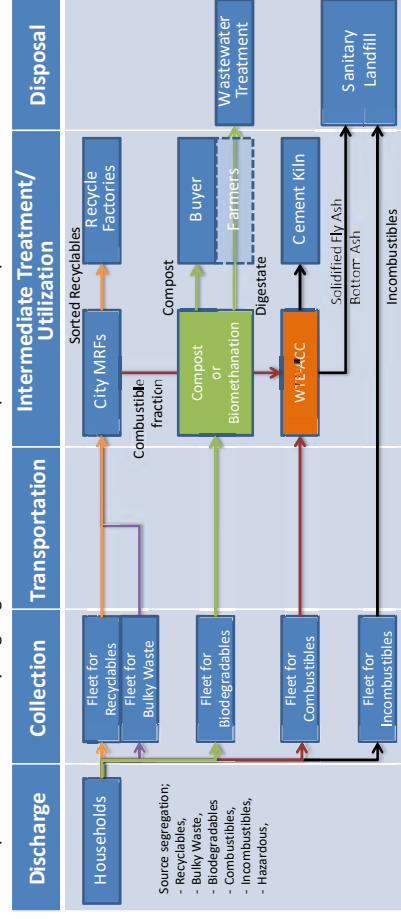 Discharge
Collection
Transportation
Intermediate Treatment/
Utilization
Disposal
Households
Source segregation;
- Recyclables,
- Bulky Waste,
- Biodegradables
- Combustibles,
- Incombustibles,
- Hazardous,
Fleet for
Recyclables
Fleet for
Bulky Waste
Fleet for
Biodegradables
Fleet for
Combustibles
Fleet for
Incombustibles
City MRFs
Sorted Recyclables
Recycle
Factories
Combustible
fraction
Compost
or
Biomethanation
Compost
Buyer
Farmers
Digestate
Wastewater
Treatment
WTE-ACC
Cement Kiln
Solidified Fly Ash
Bottom Ash
Incombustibles
Sanitary
Landfill